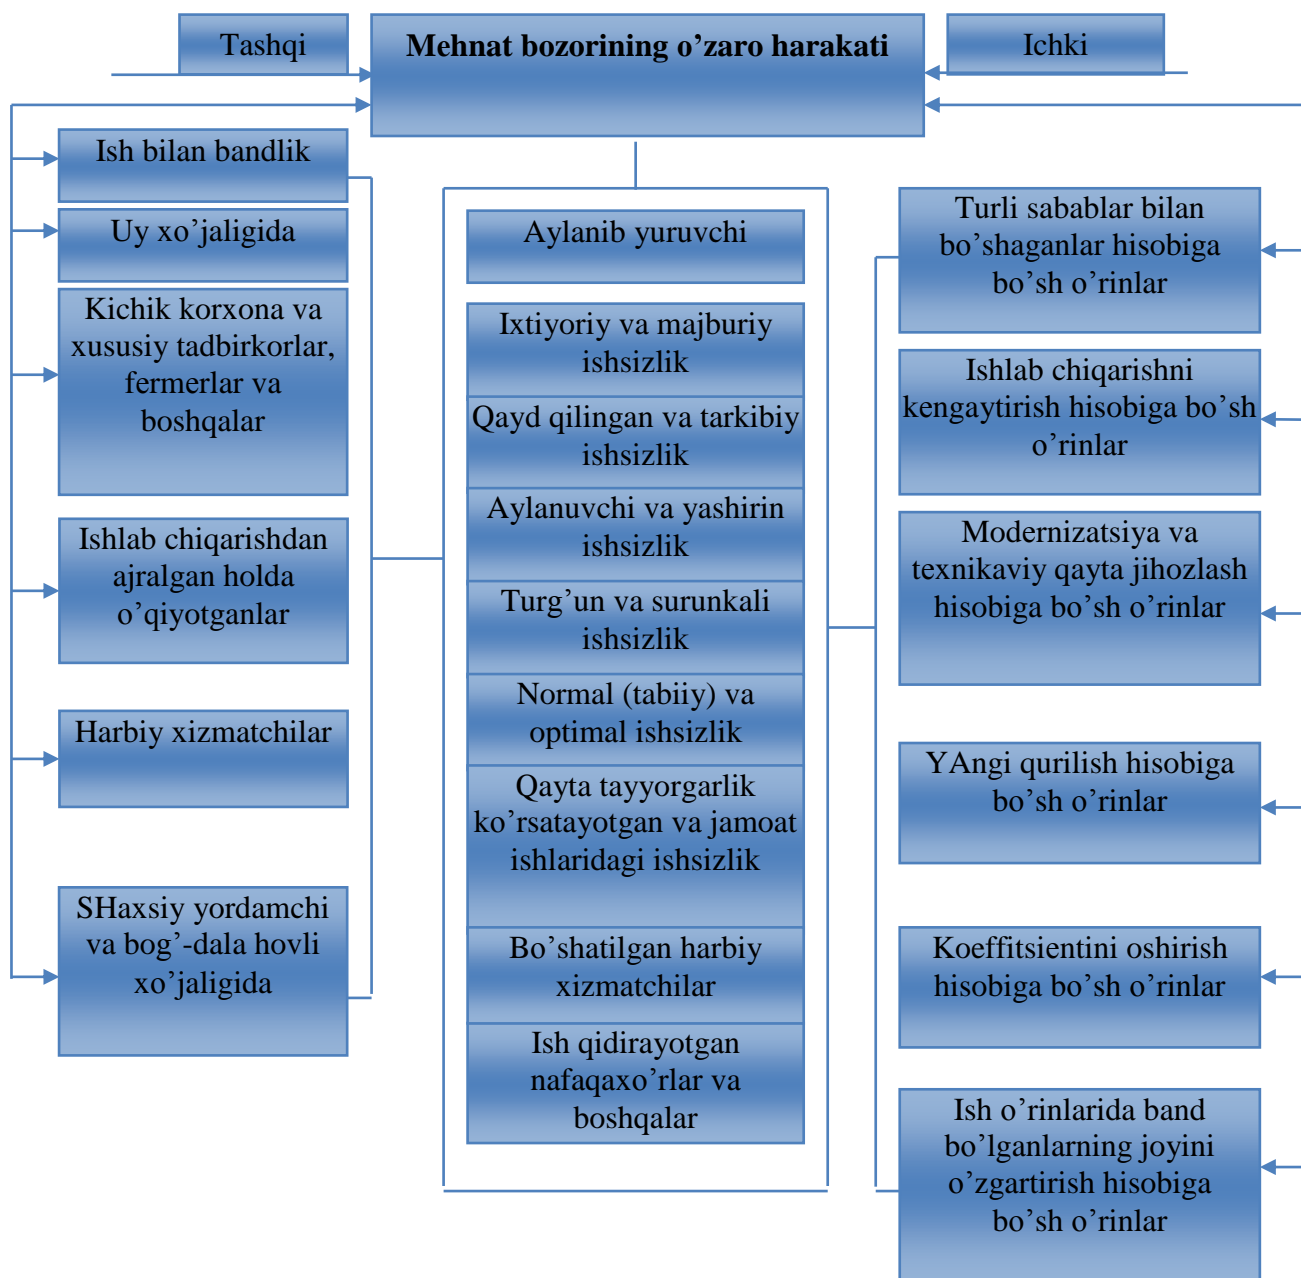 Tashqi
Mehnat bozorining o’zaro harakati
Ichki
Ish bilan bandlik
Uy xo’jaligida
Kichik korxona va
xususiy tadbirkorlar,
fermerlar va
boshqalar
Ishlab chiqarishdan
ajralgan holda
o’qiyotganlar
Harbiy xizmatchilar
SHaxsiy yordamchi
va bog’-dala hovli
xo’jaligida
Aylanib yuruvchi
Ixtiyoriy va majburiy
ishsizlik
Qayd qilingan va tarkibiy
ishsizlik
Aylanuvchi va yashirin
ishsizlik
Turg’un va surunkali
ishsizlik
Normal (tabiiy) va
optimal ishsizlik
Qayta tayyorgarlik
ko’rsatayotgan va jamoat
ishlaridagi ishsizlik
Bo’shatilgan harbiy
xizmatchilar
Ish qidirayotgan
nafaqaxo’rlar va
boshqalar
Turli sabablar bilan
bo’shaganlar hisobiga
bo’sh o’rinlar
Ishlab chiqarishni
kengaytirish hisobiga bo’sh
o’rinlar
Modernizatsiya va
texnikaviy qayta jihozlash
hisobiga bo’sh o’rinlar
YAngi qurilish hisobiga
bo’sh o’rinlar
Koeffitsientini oshirish
hisobiga bo’sh o’rinlar
Ish o’rinlarida band
bo’lganlarning joyini
o’zgartirish hisobiga
bo’sh o’rinlar